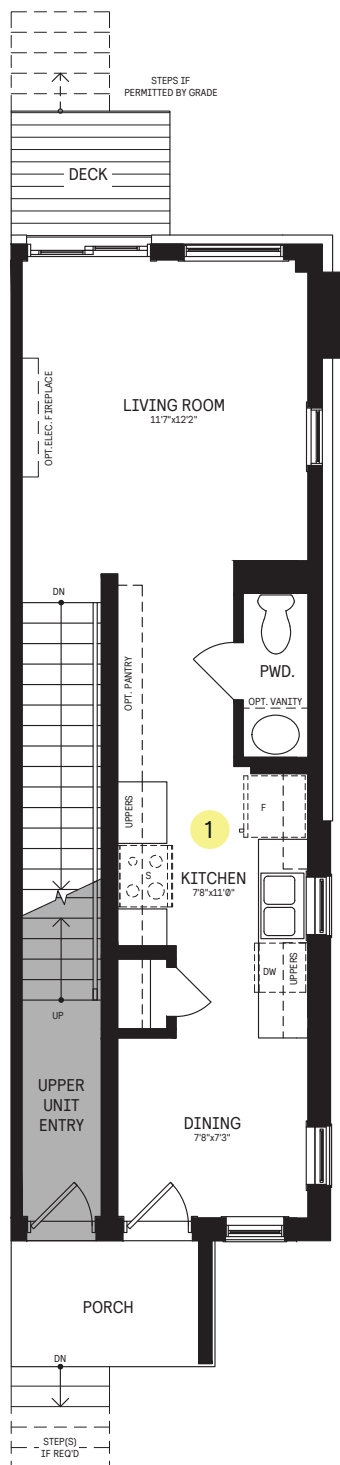 STEPS IF
PERMITTED BY GRADE
DECK
LIVING ROOM
11'7"x12'2"
OPT.ELEC. FIREPLACE
DN
OPT. PANTRY
PWD.
OPT. VANITY
UPPERS
F
1
S
KITCHEN
7'8"x11'0"
DW
UPPERS
UP
UPPER
UNIT
ENTRY
DINING
7'8"x7'3"
PORCH
DN
STEP(S)
IF REQ'D